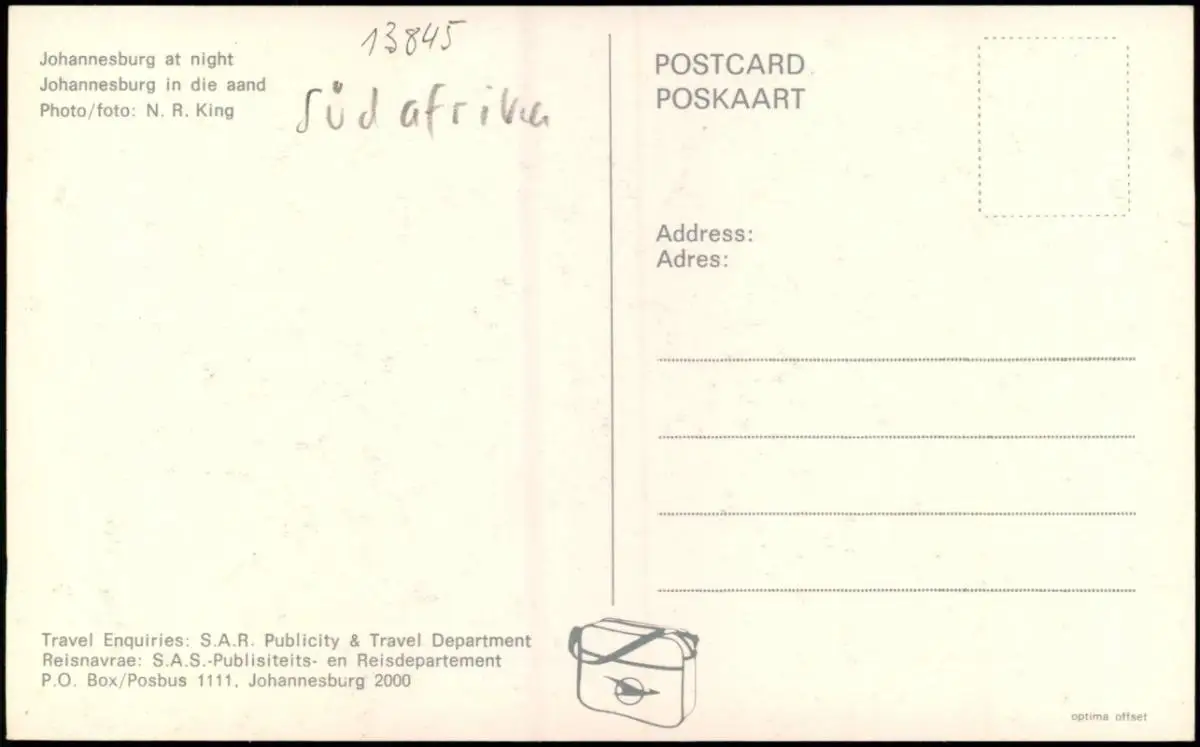 13845
Johannesburg at night
Johannesburg in die aand
Photo/foto: N. R. King
Südafrika
POSTCARD
POSKAART
Address:
Adres:
Travel Enquiries: S.A.R. Publicity & Travel Department
Reisnavrae: S.A.S.-Publisiteits- en Reisdepartement
P.O. Box/Posbus 1111, Johannesburg 2000
optima offset